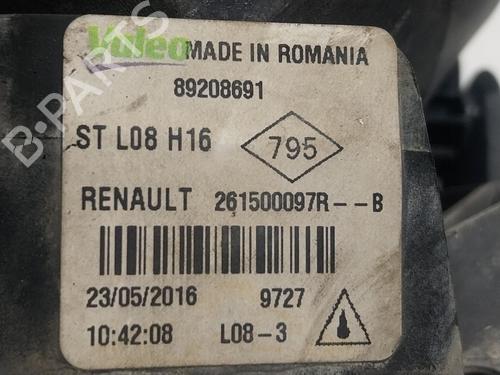 Valeo MADE IN ROMANIA
89208691
ST L08 H16 795
RENAULT 261500097R--B
23/05/2016 9727
10:42:08 L08-3
B-PARTS